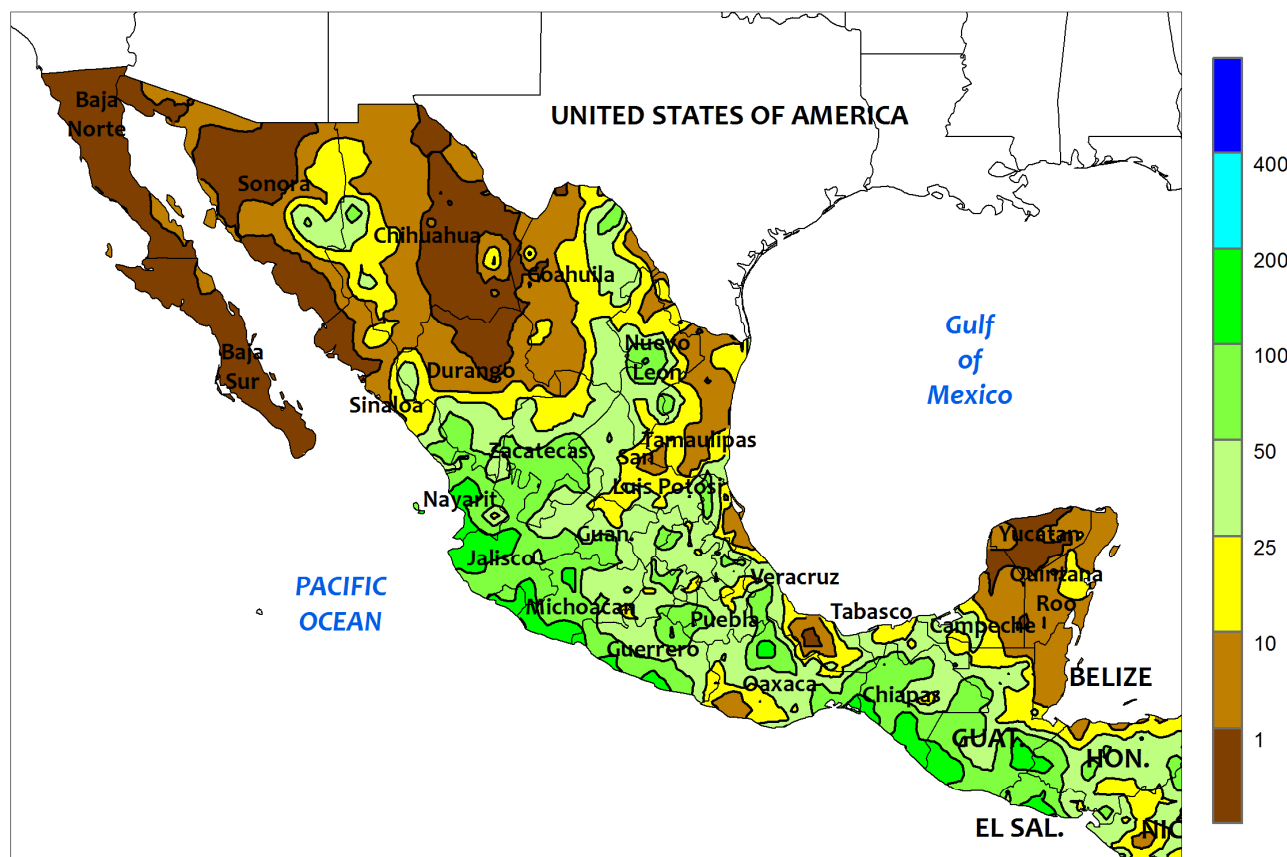 UNITED STATES OF AMERICA
Baja
Norte
Sonora
Chihuahua
Coahuila
Nuevo
Leon
Baja
Sur
Durango
Sinaloa
Tamaulipas
Zacatecas
San
Luis Potosi
Nayarit
Guan.
Jalisco
Michoacan
Veracruz
Puebla
Guerrero
Oaxaca
Tabasco
Campeche
Yucatan
Quintana
Roo
Chiapas
BELIZE
GUAT.
HON.
EL SAL.
NIC
Gulf
of
Mexico
PACIFIC
OCEAN
400
200
100
50
25
10
1